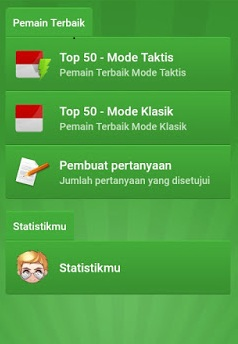 Pemain Terbaik
Top 50 - Mode Taktis
Pemain Terbaik Mode Taktis
Top 50 - Mode Klasik
Pemain Terbaik Mode Klasik
Pembuat pertanyaan
Jumlah pertanyaan yang disetujui
Statistikmu
Statistikmu